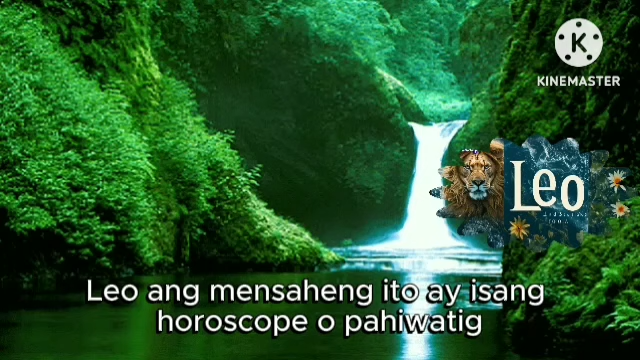 KINEMASTER
Leo
Leo ang mensaheng ito ay isang
horoscope o pahiwatig